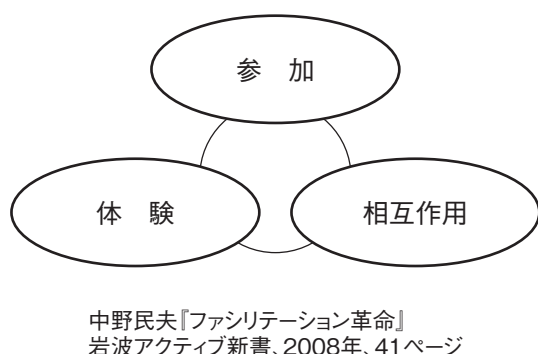 参　加
体　験
相互作用
中野民夫『ファシリテーション革命』
岩波アクティブ新書、2008年、41ページ